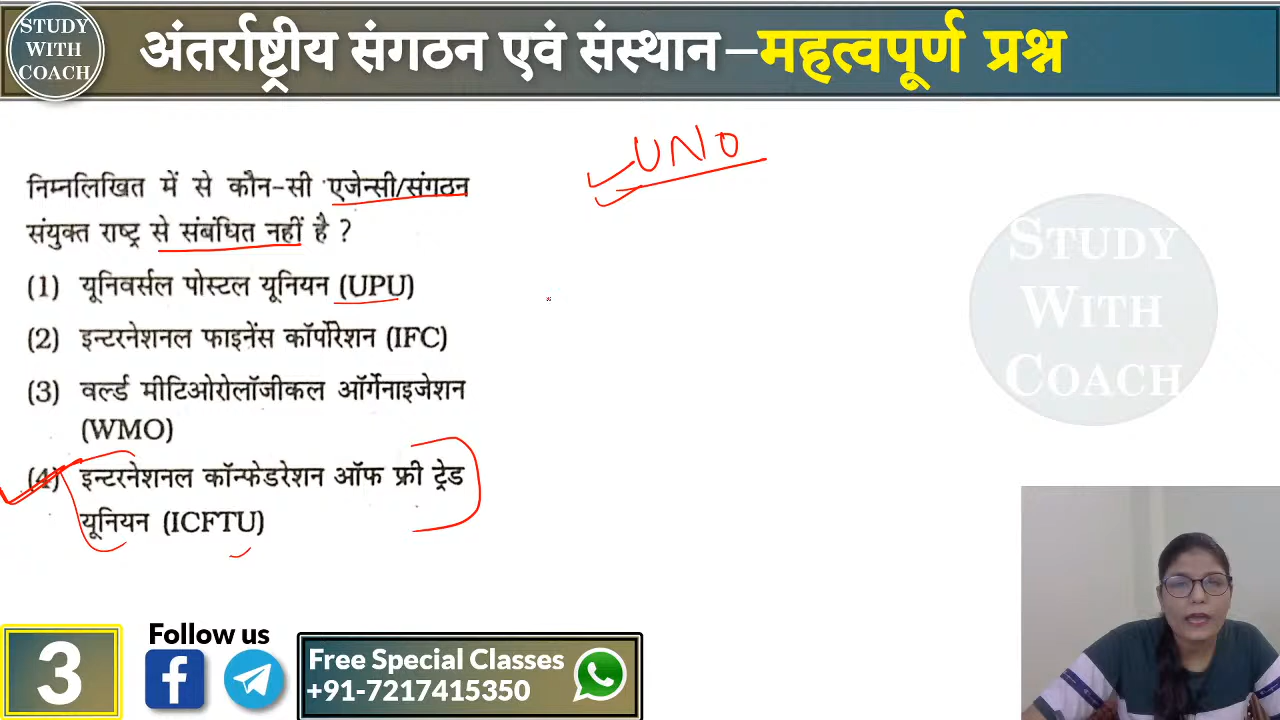 STUDY
WITH
COACH
अंतर्राष्ट्रीय संगठन एवं संस्थान–महत्वपूर्ण प्रश्न
UNO
निम्नलिखित में से कौन-सी एजेन्सी/संगठन
संयुक्त राष्ट्र से संबंधित नहीं है ?
(1) यूनिवर्सल पोस्टल यूनियन (UPU)
(2) इन्टरनेशनल फाइनेंस कॉर्पोरेशन (IFC)
(3) वर्ल्ड मीटिओरोलॉजीकल ऑर्गेनाइजेशन
(WMO)
(4) इन्टरनेशनल कॉन्फेडरेशन ऑफ फ्री ट्रेड
यूनियन (ICFTU)
STUDY
WITH
COACH
3
Follow us
Free Special Classes
+91-7217415350